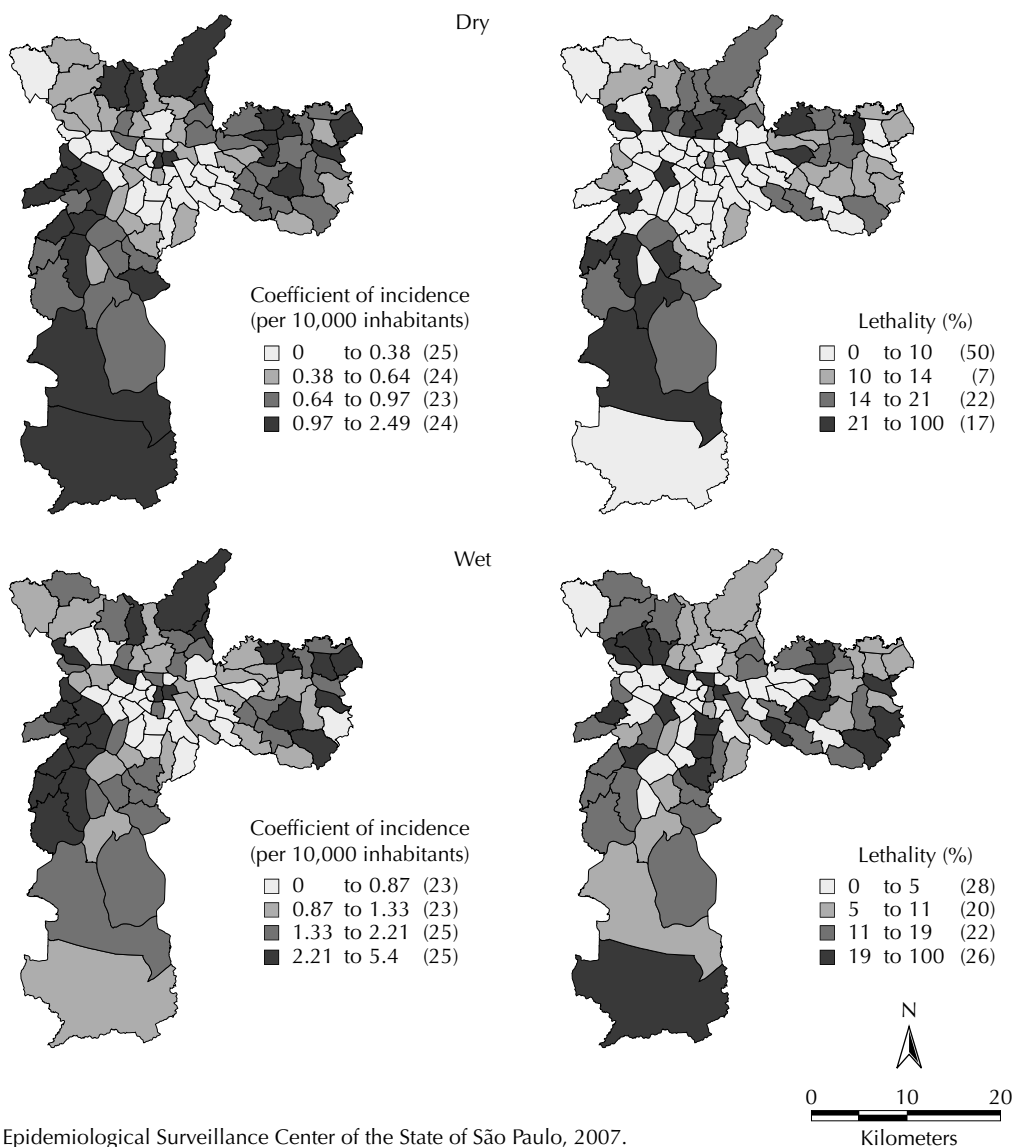 Dry
Coefficient of incidence
(per 10,000 inhabitants)
0 to 0.38 (25)
0.38 to 0.64 (24)
0.64 to 0.97 (23)
0.97 to 2.49 (24)
Lethality (%)
0 to 10 (50)
10 to 14 (7)
14 to 21 (22)
21 to 100 (17)
Wet
Coefficient of incidence
(per 10,000 inhabitants)
0 to 0.87 (23)
0.87 to 1.33 (23)
1.33 to 2.21 (25)
2.21 to 5.4 (25)
Lethality (%)
0 to 5 (28)
5 to 11 (20)
11 to 19 (22)
19 to 100 (26)
N
0 10 20
Kilometers
Epidemiological Surveillance Center of the State of São Paulo, 2007.